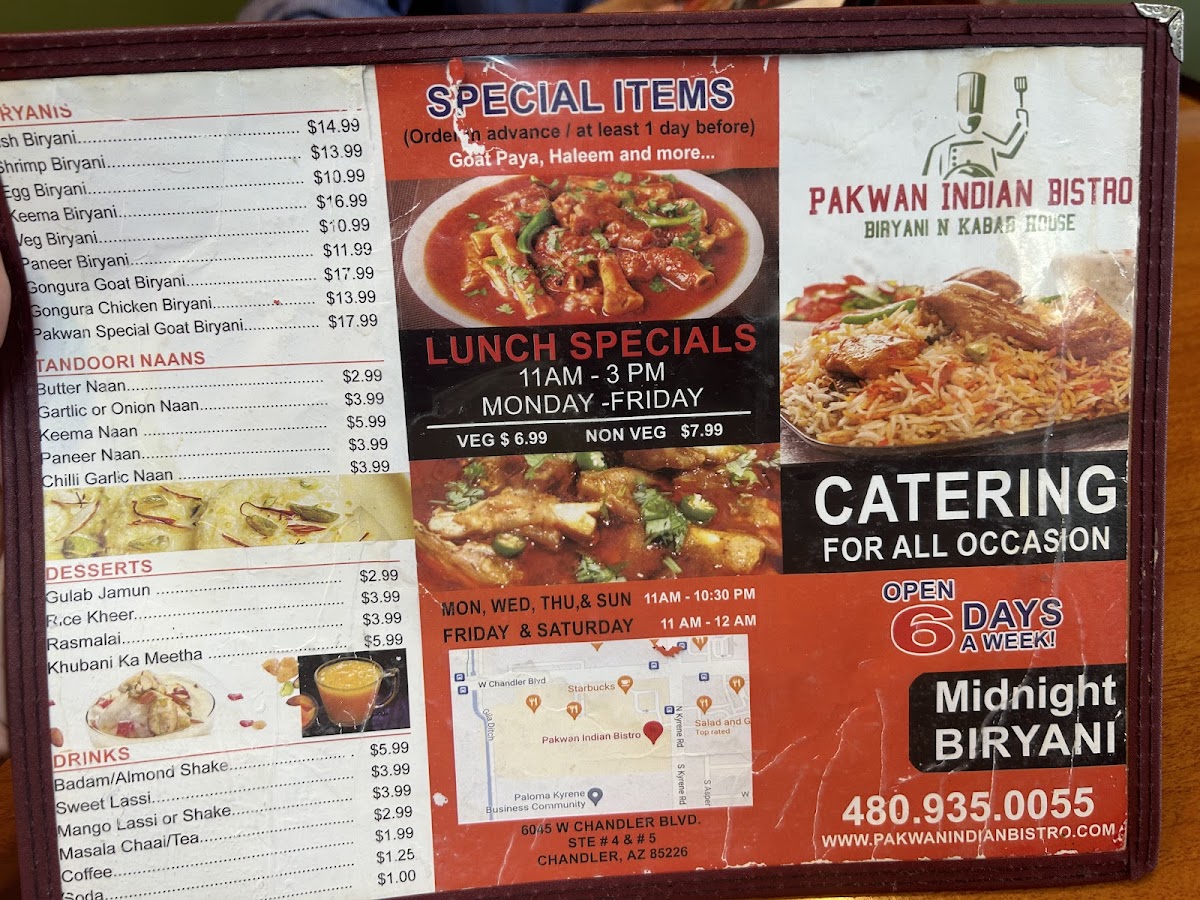 RYANIS
ish Biryani........ $14.99
Shrimp Biryani........ $13.99
Egg Biryani........ $10.99
Keema Biryani........ $16.99
Veg Biryani........ $10.99
Paneer Biryani........ $11.99
Gongura Goat Biryani........ $17.99
Gongura Chicken Biryani........ $13.99
Pakwan Special Goat Biryani........ $17.99
TANDOORI NAANS
Butter Naan........ $2.99
Gartlic or Onion Naan........ $3.99
Keema Naan ........ $5.99
Paneer Naan........ $3.99
Chilli Garlic Naan ........ $3.99
DESSERTS
Gulab Jamun ........ $2.99
Rice Kheer........ $3.99
Rasmalai........ $3.99
Khubani Ka Meetha ........ $5.99
DRINKS
Badam/Almond Shake........ $5.99
Sweet Lassi........ $3.99
Mango Lassi or Shake........ $3.99
Masala Chaai/Tea........ $2.99
Coffee........ $1.99
Soda........ $1.25
$1.00
SPECIAL ITEMS
(Order in advance / at least 1 day before)
Goat Paya, Haleem and more...
LUNCH SPECIALS
11AM - 3 PM
MONDAY -FRIDAY
VEG $ 6.99 NON VEG $7.99
MON, WED, THU,& SUN 11AM - 10:30 PM
FRIDAY & SATURDAY 11 AM - 12 AM
W Chandler Blvd
Starbucks
Gila Ditch
N Kyrene Rd
Salad and G
Top rated
Pakwan Indian Bistro
S Kyrene Rd
S Asper
W
Paloma Kyrene
Business Community
6045 W CHANDLER BLVD.
STE # 4 & # 5
CHANDLER, AZ 85226
PAKWAN INDIAN BISTRO
BIRYANI N KABAB HOUSE
CATERING
FOR ALL OCCASION
OPEN
6 DAYS
A WEEK!
Midnight
BIRYANI
480.935.0055
WWW.PAKWANINDIANBISTRO.COM